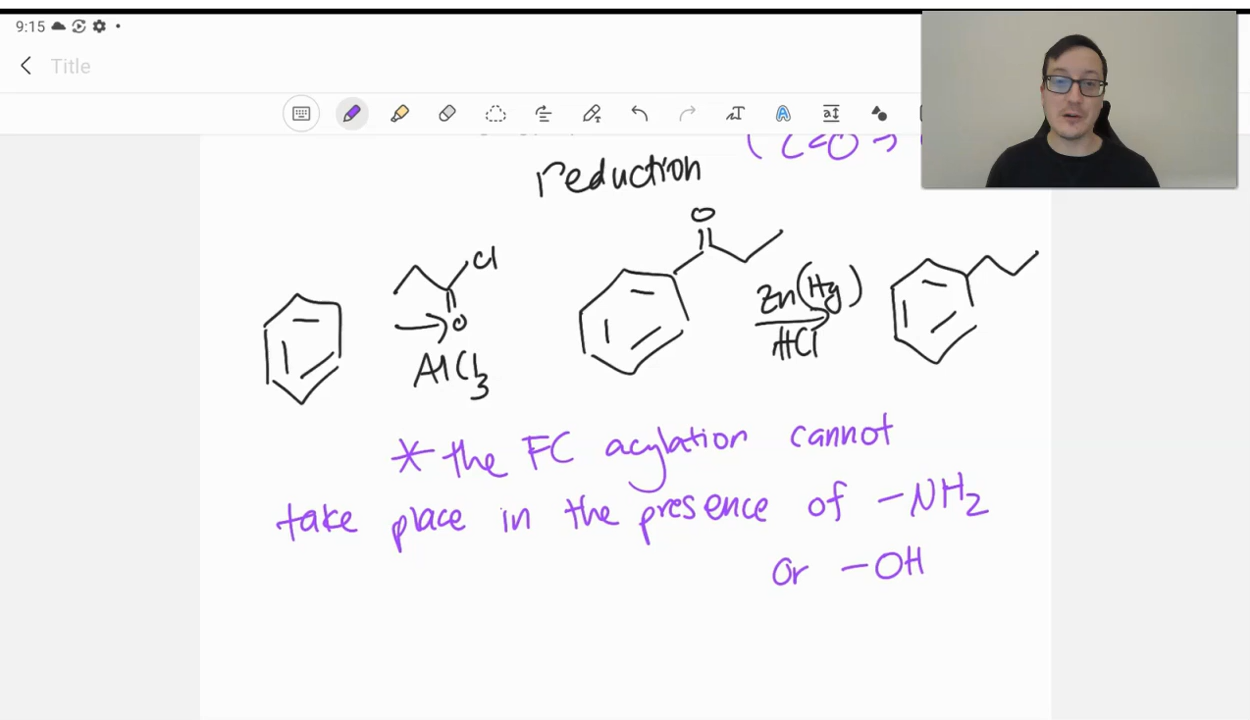 9:15
Title
(C=O →
reduction
O
Cl
O
AlCl3
Zn(Hg)
HCl
* the FC acylation cannot
take place in the presence of -NH2
or -OH